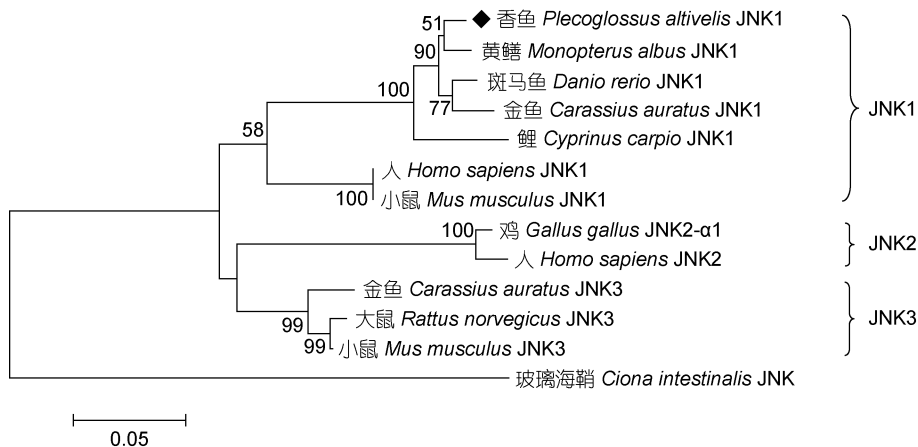 51
◆ 香鱼 Plecoglossus altivelis JNK1
90
黄鳝 Monopterus albus JNK1
斑马鱼 Danio rerio JNK1
100
77
金鱼 Carassius auratus JNK1
JNK1
58
鲤 Cyprinus carpio JNK1
人 Homo sapiens JNK1
100
小鼠 Mus musculus JNK1
100
鸡 Gallus gallus JNK2-α1
JNK2
人 Homo sapiens JNK2
金鱼 Carassius auratus JNK3
99
大鼠 Rattus norvegicus JNK3
JNK3
99
小鼠 Mus musculus JNK3
玻璃海鞘 Ciona intestinalis JNK
0.05